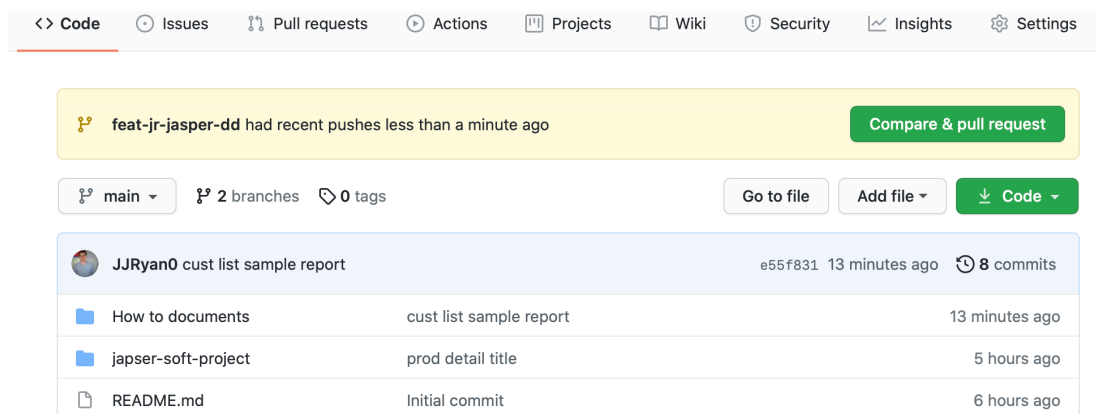 <> Code Issues Pull requests Actions Projects Wiki Security Insights Settings
feat-jr-jasper-dd had recent pushes less than a minute ago Compare & pull request
main 2 branches 0 tags Go to file Add file Code
JJRyan0 cust list sample report e55f831 13 minutes ago 8 commits
How to documents cust list sample report 13 minutes ago
japser-soft-project prod detail title 5 hours ago
README.md Initial commit 6 hours ago